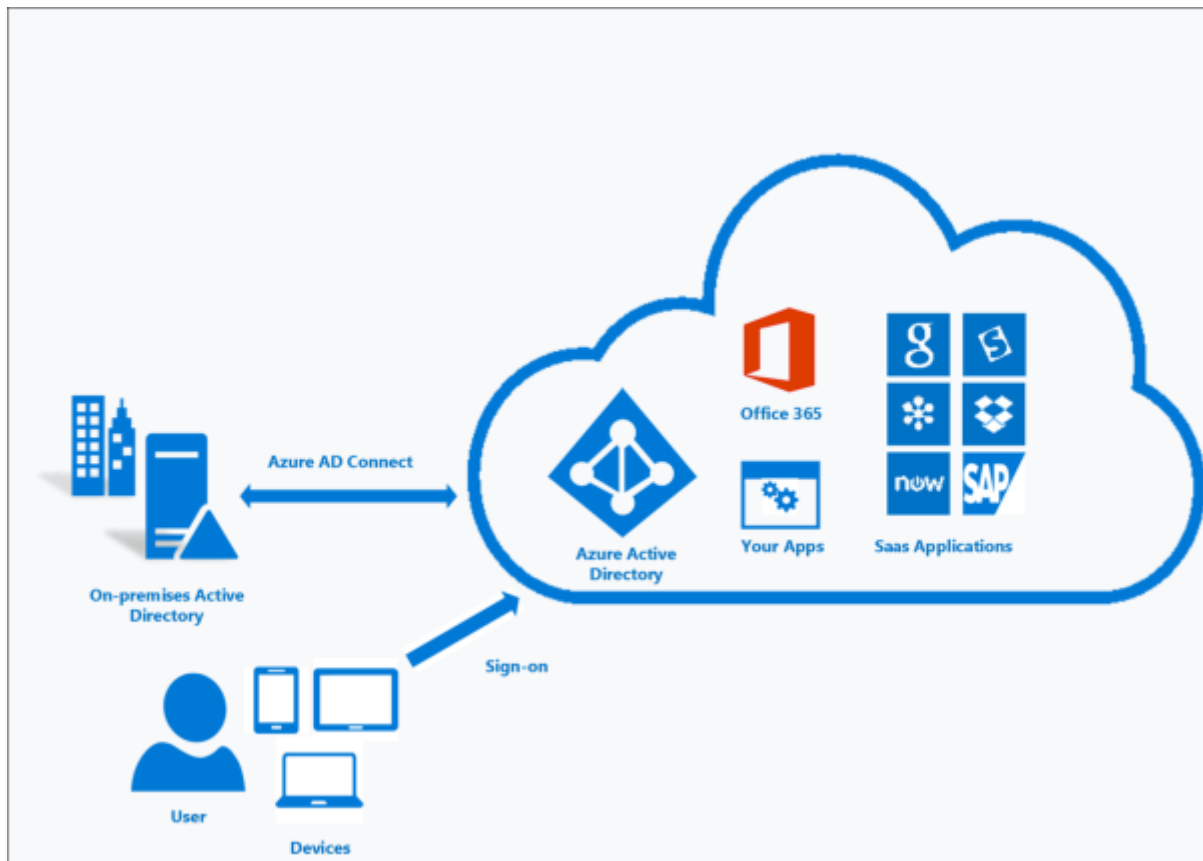 Office 365
Azure AD Connect
now
SAP
Azure Active
Directory
Your Apps
Saas Applications
On-premises Active
Directory
Sign-on
User
Devices
g
S